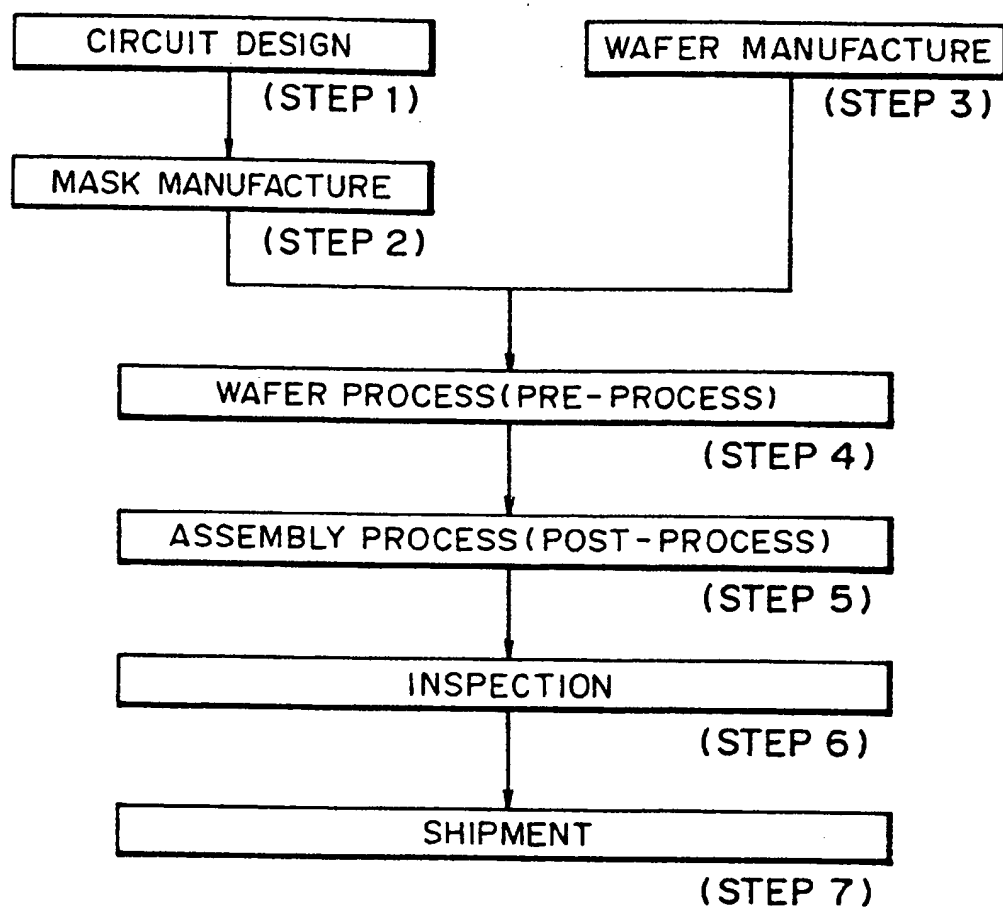 CIRCUIT DESIGN
(STEP 1)
WAFER MANUFACTURE
(STEP 3)
MASK MANUFACTURE
(STEP 2)
WAFER PROCESS(PRE-PROCESS)
(STEP 4)
ASSEMBLY PROCESS(POST-PROCESS)
(STEP 5)
INSPECTION
(STEP 6)
SHIPMENT
(STEP 7)